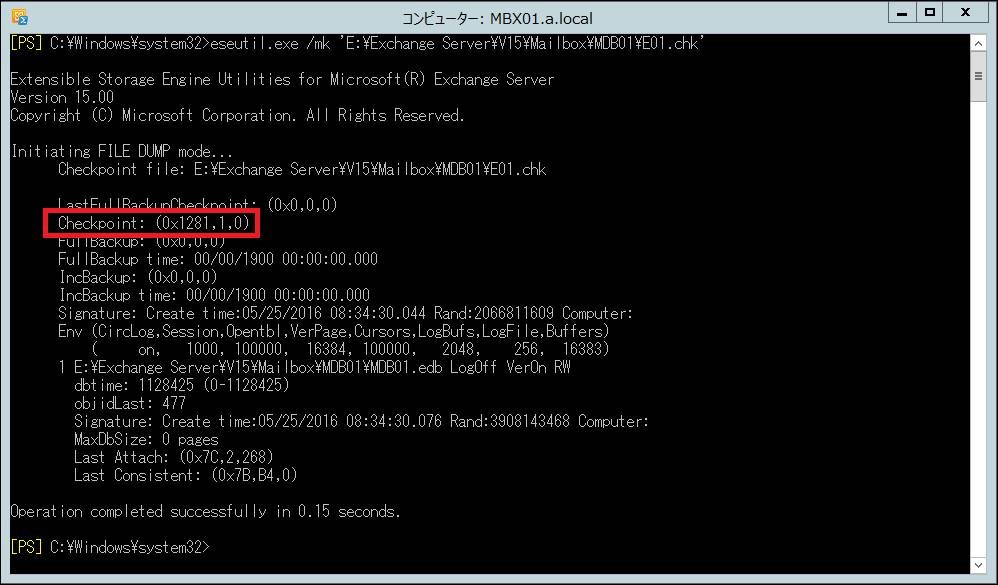 コンピューター: MBX01.a.local
[PS] C:¥Windows¥system32>eseutil.exe /mk 'E:¥Exchange Server¥V15¥Mailbox¥MDB01¥E01.chk'
Extensible Storage Engine Utilities for Microsoft(R) Exchange Server
Version 15.00
Copyright (C) Microsoft Corporation. All Rights Reserved.
Initiating FILE DUMP mode...
Checkpoint file: E:¥Exchange Server¥V15¥Mailbox¥MDB01¥E01.chk
LastFullBackupCheckpoint: (0x0,0,0)
Checkpoint: (0x1281,1,0)
FullBackup: (0x0,0,0)
FullBackup time: 00/00/1900 00:00:00.000
IncBackup: (0x0,0,0)
IncBackup time: 00/00/1900 00:00:00.000
Signature: Create time:05/25/2016 08:34:30.044 Rand:2066811609 Computer:
Env (CircLog,Session,Opentbl,VerPage,Cursors,LogBufs,LogFile,Buffers)
(     on,   1000, 100000,  16384, 100000,   2048,    256,  16383)
1 E:¥Exchange Server¥V15¥Mailbox¥MDB01¥MDB01.edb LogOff VerOn RW
dbtime: 1128425 (0-1128425)
objidLast: 477
Signature: Create time:05/25/2016 08:34:30.076 Rand:3908143468 Computer:
MaxDbSize: 0 pages
Last Attach: (0x7C,2,268)
Last Consistent: (0x7B,B4,0)
Operation completed successfully in 0.15 seconds.
[PS] C:¥Windows¥system32>